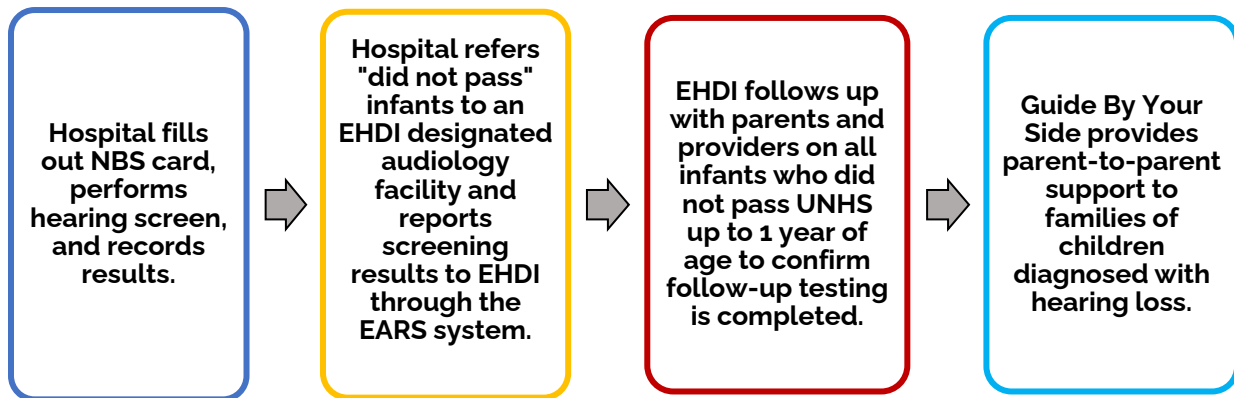 Hospital fills
out NBS card,
performs
hearing screen,
and records
results.
Hospital refers
"did not pass"
infants to an
EHDI designated
audiology
facility and
reports
screening
results to EHDI
through the
EARS system.
EHDI follows up
with parents and
providers on all
infants who did
not pass UNHS
up to 1 year of
age to confirm
follow-up testing
is completed.
Guide By Your
Side provides
parent-to-parent
support to
families of
children
diagnosed with
hearing loss.